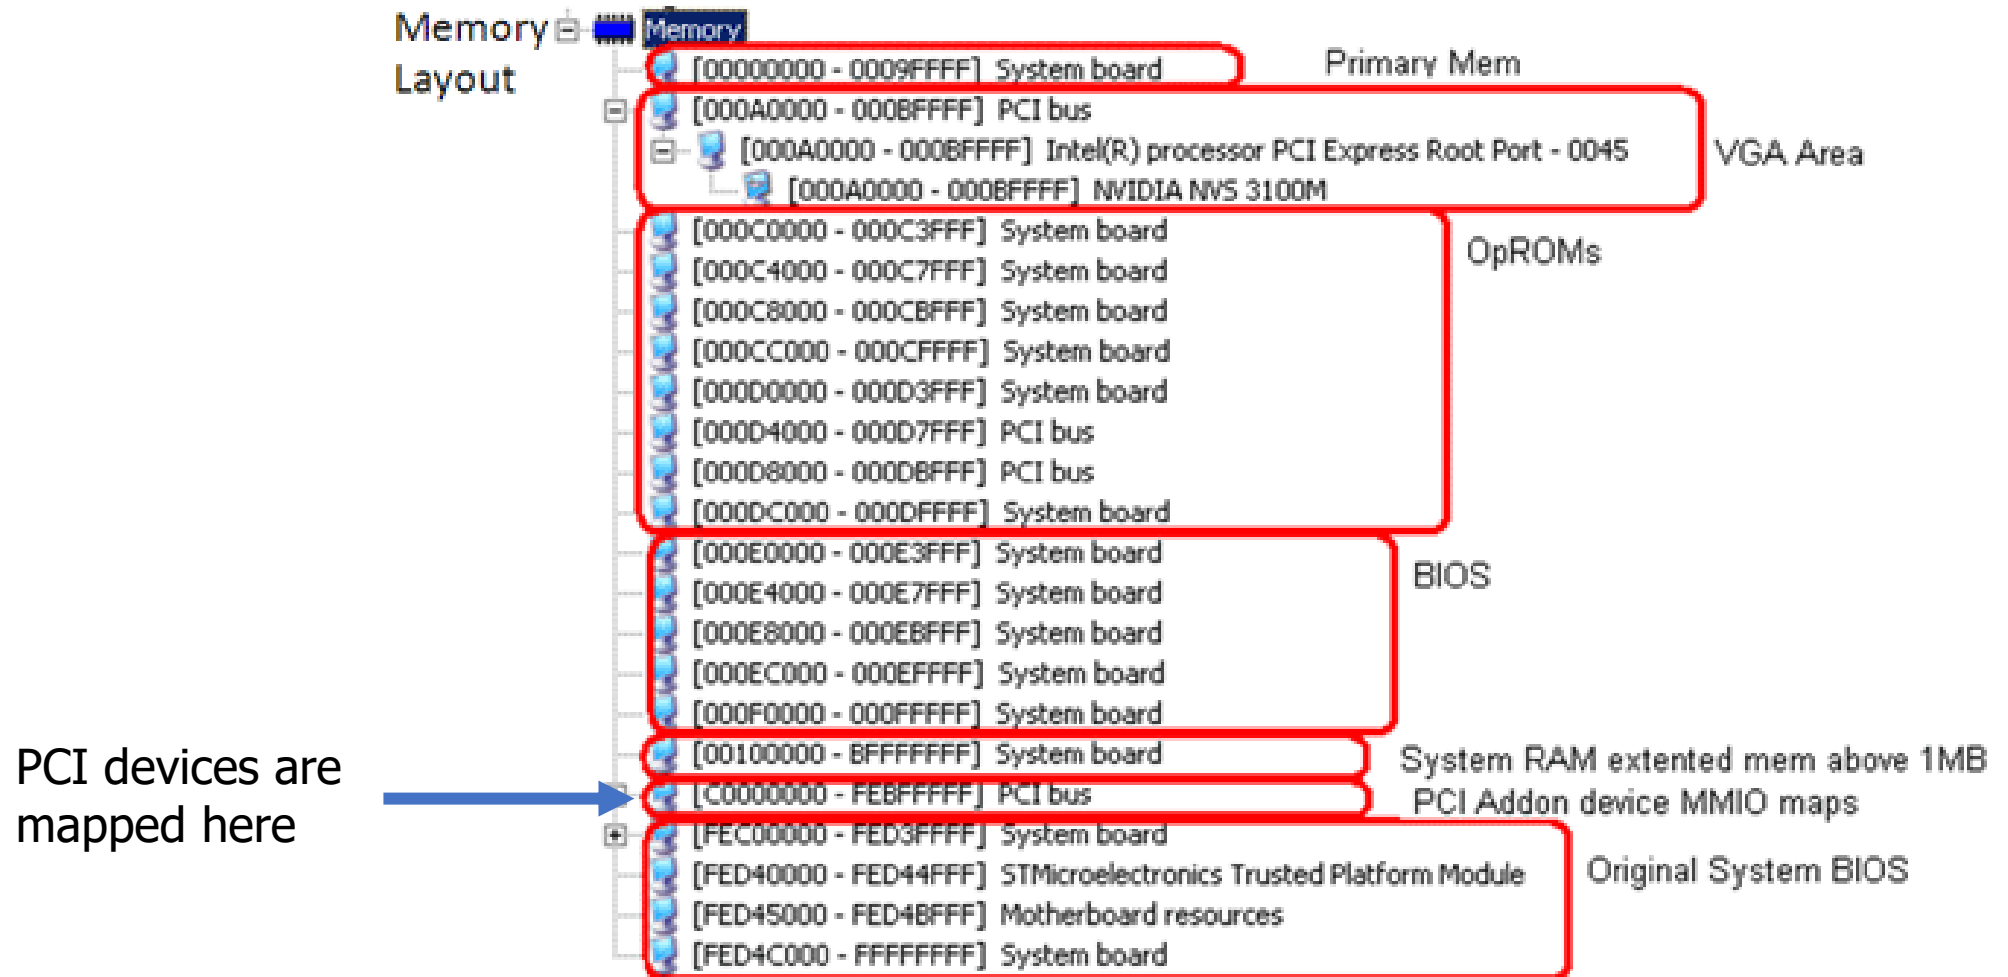 Memory Layout
Memory
[00000000 - 0009FFFF] System board
Primary Mem
[000A0000 - 000BFFFF] PCI bus
[000A0000 - 000BFFFF] Intel(R) processor PCI Express Root Port - 0045
VGA Area
[000A0000 - 000BFFFF] NVIDIA NVS 3100M
[000C0000 - 000C3FFF] System board
OpROMs
[000C4000 - 000C7FFF] System board
[000C8000 - 000CBFFF] System board
[000CC000 - 000CFFFF] System board
[000D0000 - 000D3FFF] System board
[000D4000 - 000D7FFF] PCI bus
[000D8000 - 000DBFFF] PCI bus
[000DC000 - 000DFFFF] System board
[000E0000 - 000E3FFF] System board
BIOS
[000E4000 - 000E7FFF] System board
[000E8000 - 000EBFFF] System board
[000EC000 - 000EFFFF] System board
[000F0000 - 000FFFFF] System board
[00100000 - BFFFFFFF] System board
System RAM extented mem above 1MB
PCI devices are
mapped here
[C0000000 - FEBFFFFF] PCI bus
PCI Addon device MMIO maps
[FEC00000 - FED3FFFF] System board
[FED40000 - FED44FFF] STMicroelectronics Trusted Platform Module
Original System BIOS
[FED45000 - FED4BFFF] Motherboard resources
[FED4C000 - FFFFFFFF] System board